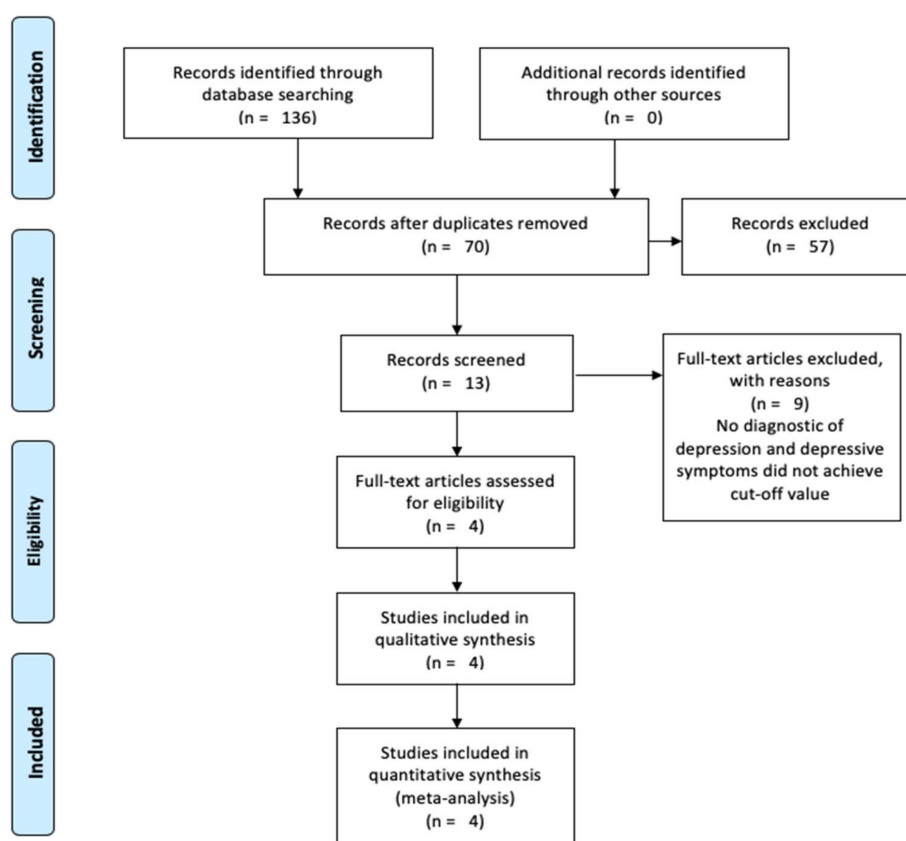 Identification
Records identified through
database searching
(n = 136)
Additional records identified
through other sources
(n = 0)
Records after duplicates removed
(n = 70)
Records excluded
(n = 57)
Screening
Records screened
(n = 13)
Full-text articles excluded,
with reasons
(n = 9)
No diagnostic of
depression and depressive
symptoms did not achieve
cut-off value
Eligibility
Full-text articles assessed
for eligibility
(n = 4)
Studies included in
qualitative synthesis
(n = 4)
Included
Studies included in
quantitative synthesis
(meta-analysis)
(n = 4)